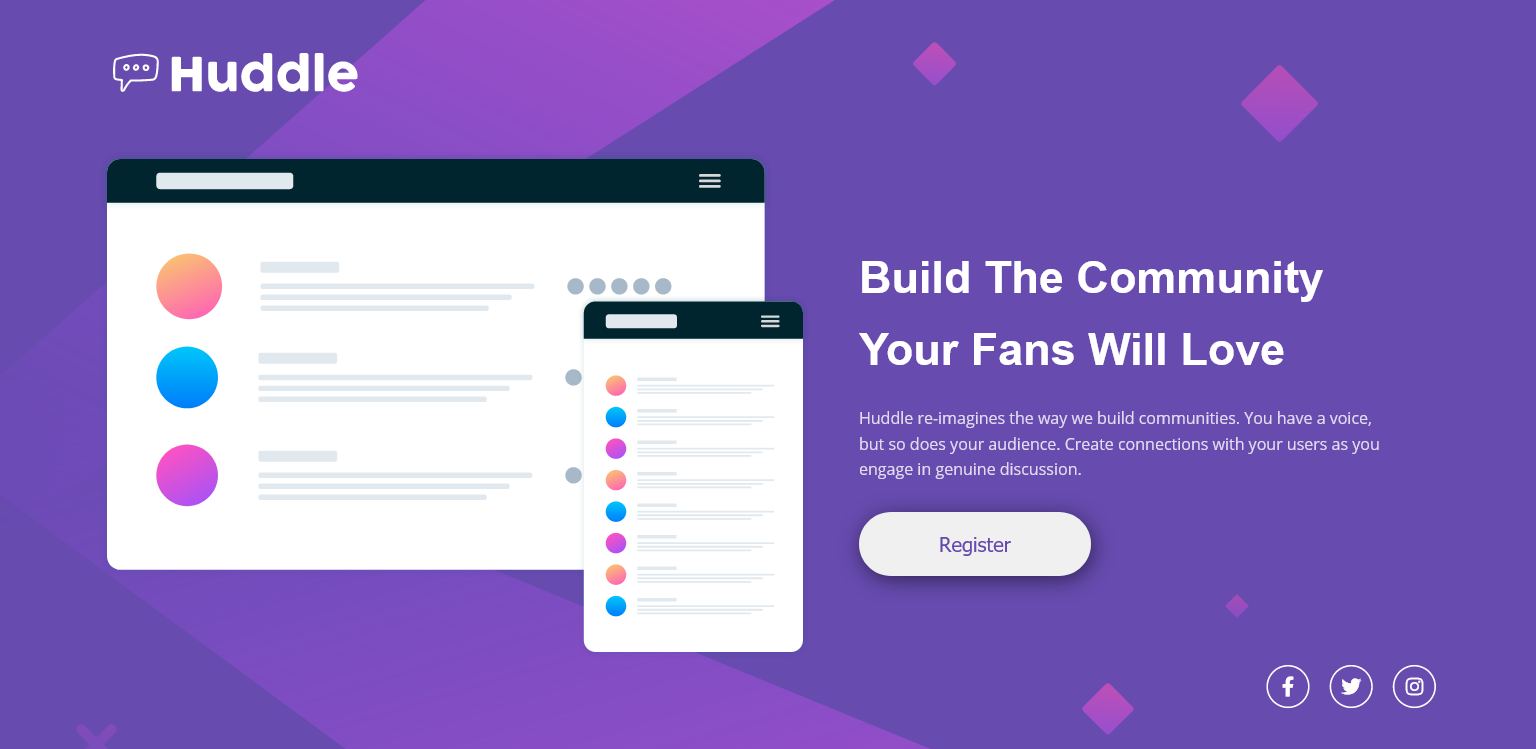 Huddle
Build The Community
Your Fans Will Love
Huddle re-imagines the way we build communities. You have a voice,
but so does your audience. Create connections with your users as you
engage in genuine discussion.
Register